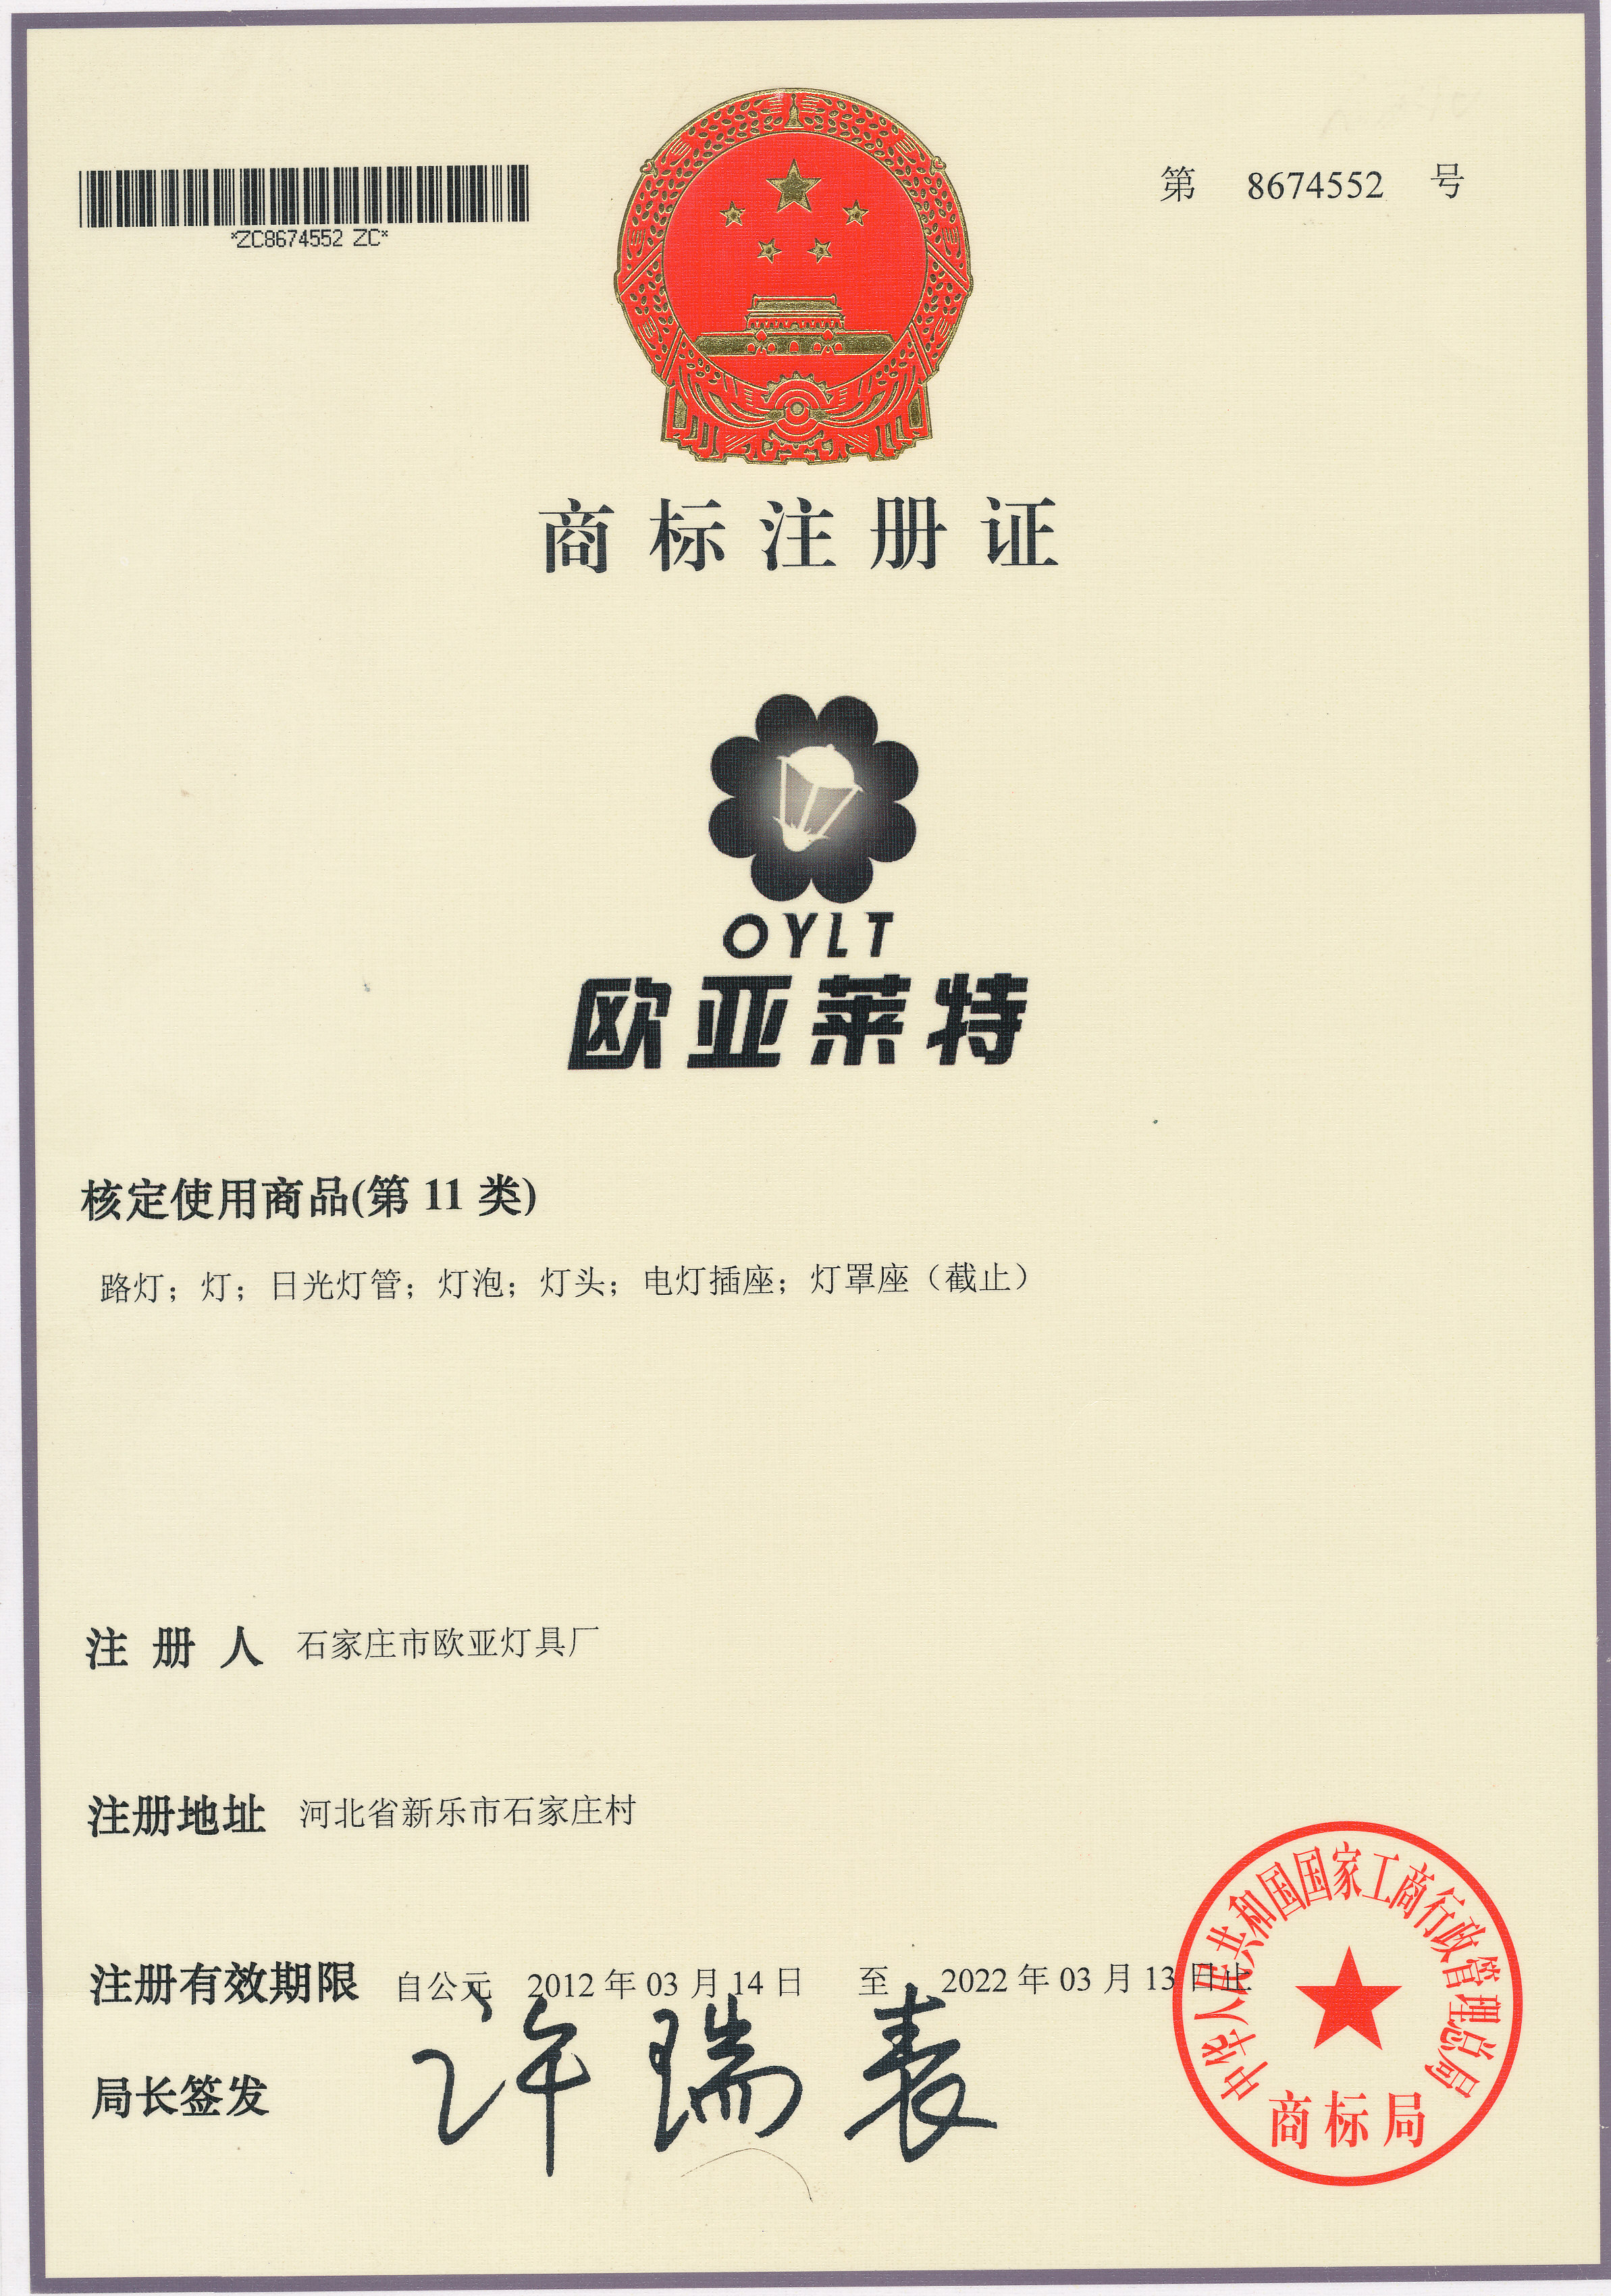 第 8674552 号
*ZC8674552 ZC*
商标注册证
OYLT
欧亚莱特
核定使用商品(第 11 类)
路灯；灯；日光灯管；灯泡；灯头；电灯插座；灯罩座（截止）
注册人 石家庄市欧亚灯具厂
注册地址 河北省新乐市石家庄村
注册有效期限 自公元 2012 年 03 月 14 日 至 2022 年 03 月 13 日止
局长签发 许瑞表
中华人民共和国国家工商行政管理总局
商标局